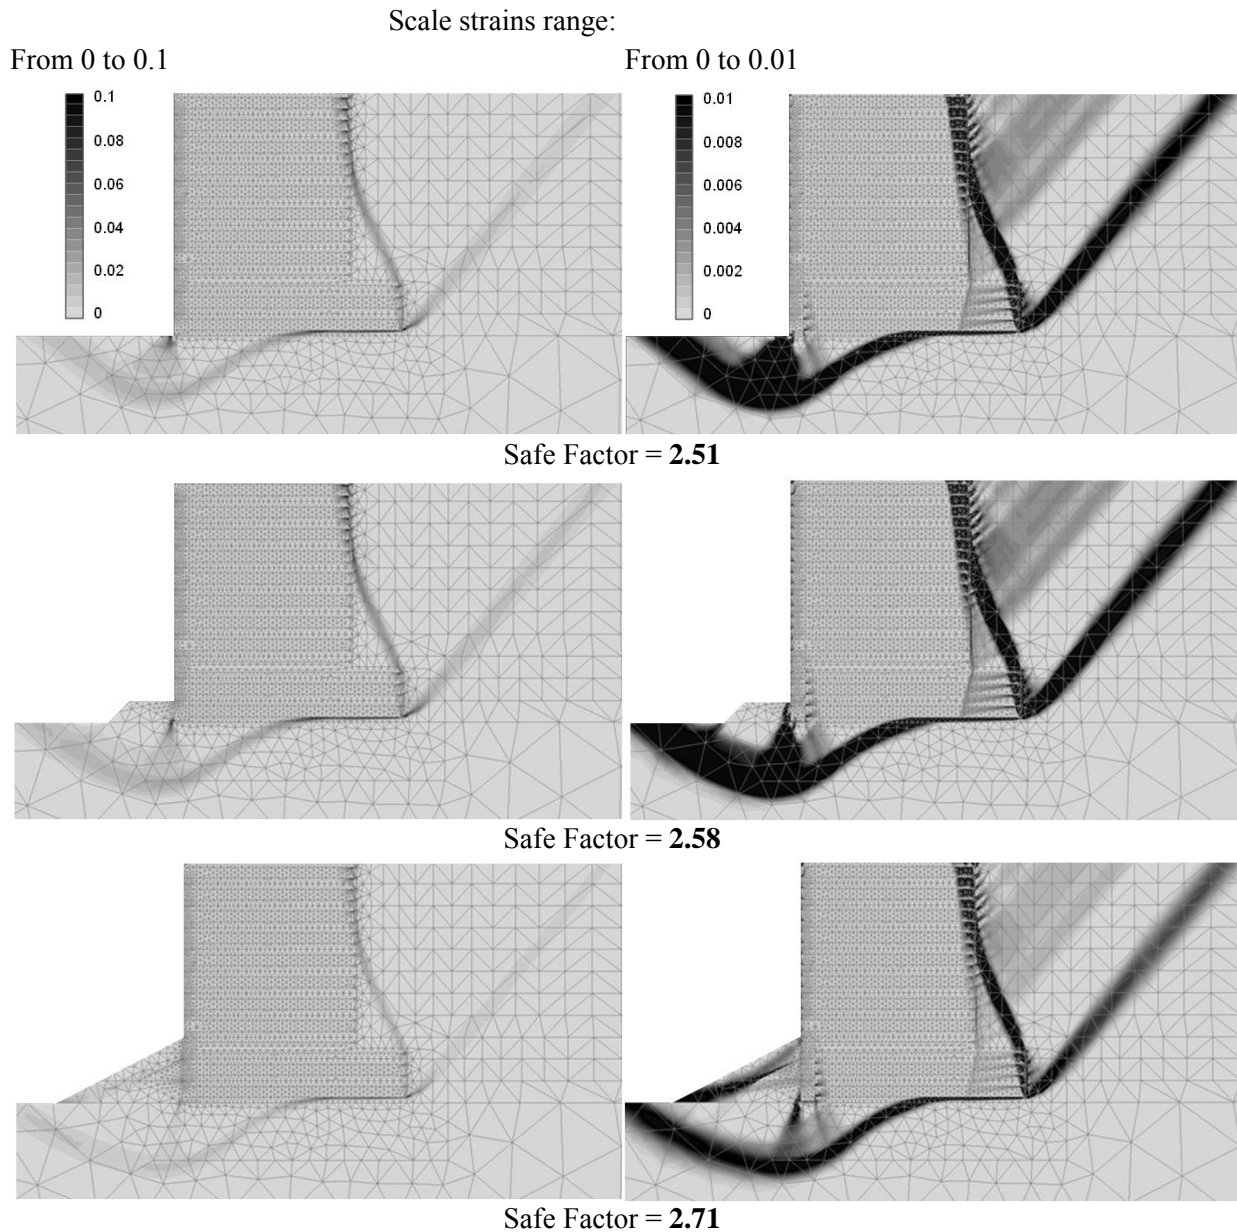 Scale strains range:
From 0 to 0.1
From 0 to 0.01
0.1
0.08
0.06
0.04
0.02
0
0.01
0.008
0.006
0.004
0.002
0
Safe Factor = 2.51
Safe Factor = 2.58
Safe Factor = 2.71